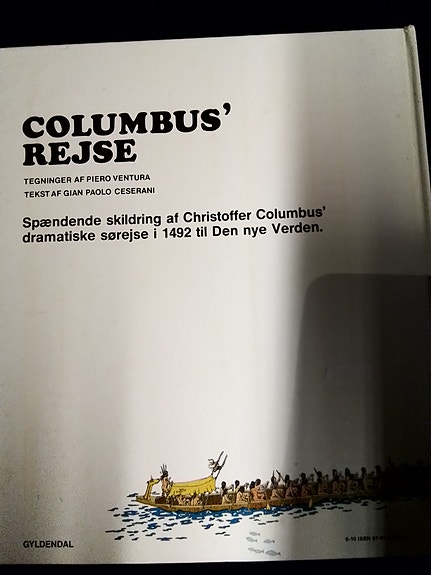 COLUMBUS'
REJSE
TEGNINGER AF PIERO VENTURA
TEKST AF GIAN PAOLO CESERANI
Spændende skildring af Christoffer Columbus'
dramatiske sørejse i 1492 til Den nye Verden.
GYLDENDAL
ISBN